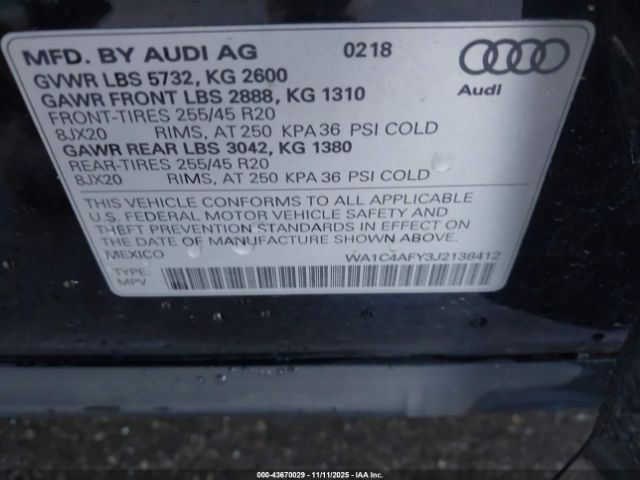 MFD. BY AUDI AG 0218
GVWR LBS 5732, KG 2600
GAWR FRONT LBS 2888, KG 1310
FRONT-TIRES 255/45 R20
8JX20 RIMS, AT 250 KPA 36 PSI COLD
GAWR REAR LBS 3042, KG 1380
REAR-TIRES 255/45 R20
8JX20 RIMS, AT 250 KPA 36 PSI COLD
Audi
THIS VEHICLE CONFORMS TO ALL APPLICABLE
U.S. FEDERAL MOTOR VEHICLE SAFETY AND
THEFT PREVENTION STANDARDS IN EFFECT ON
THE DATE OF MANUFACTURE SHOWN ABOVE.
MEXICO WA1C4AFY3J2138412
TYPE:
MPV
000-43670029 - 11/11/2025 - IAA C.A.